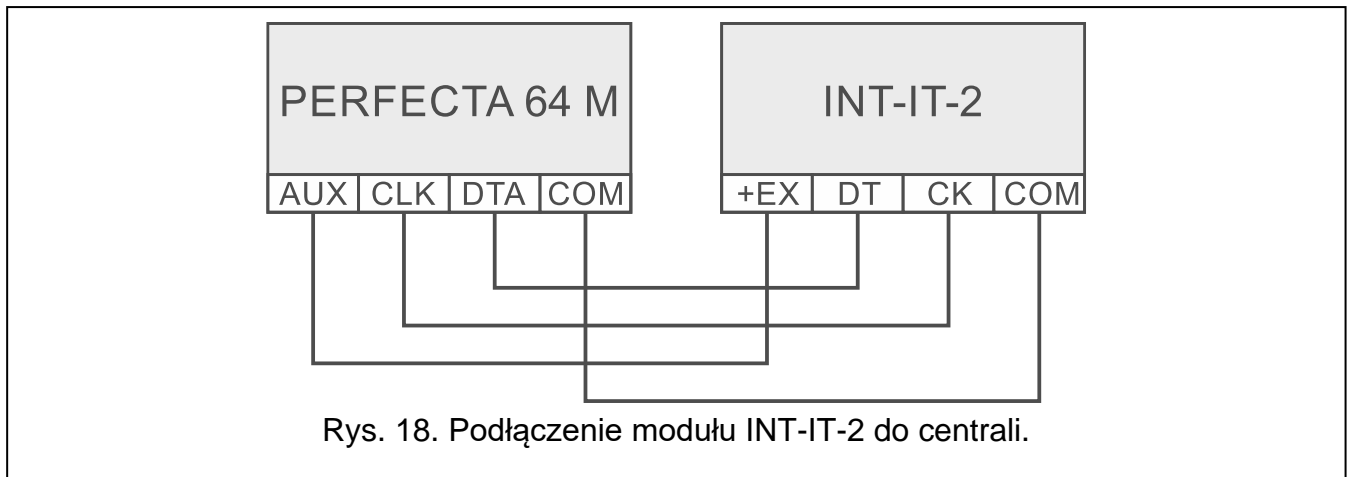 PERFECTA 64 M INT-IT-2
AUX CLK DTA COM +EX DT CK COM
Rys. 18. Podłączenie modułu INT-IT-2 do centrali.